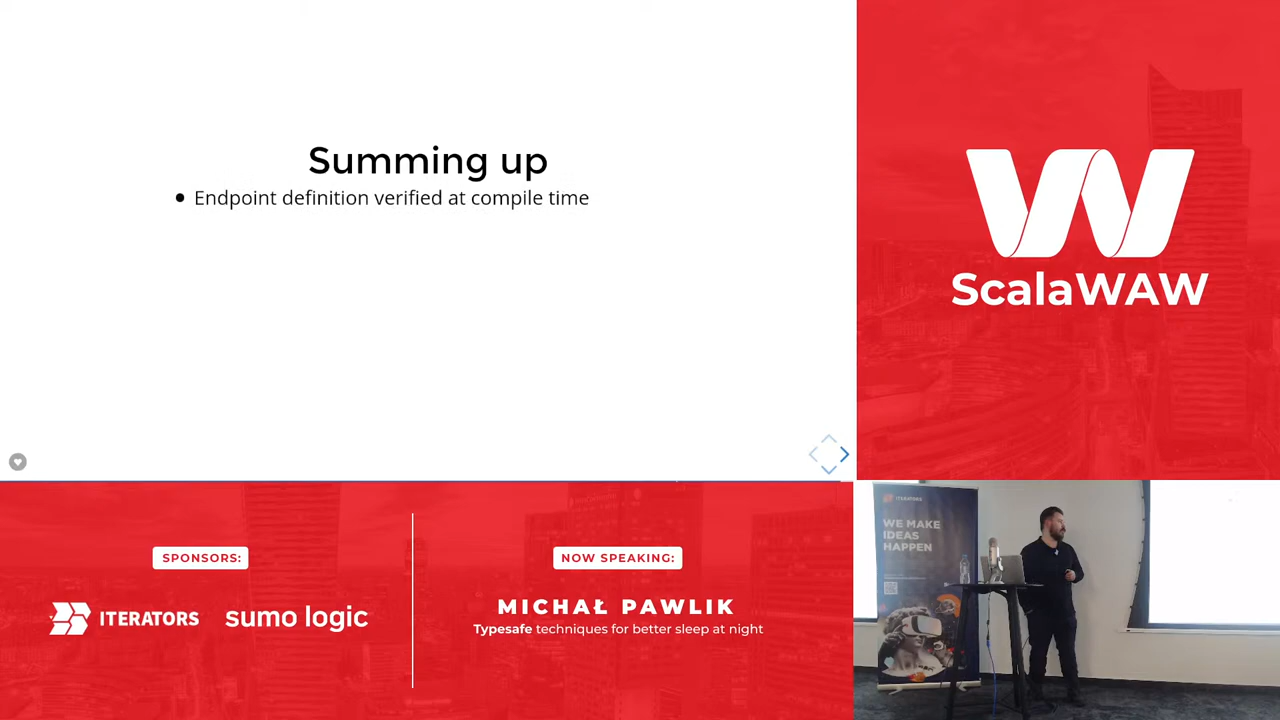 Summing up
Endpoint definition verified at compile time
ScalaWAW
SPONSORS:
ITERATORS
sumo logic
NOW SPEAKING:
MICHAŁ PAWLIK
Typesafe techniques for better sleep at night
ITERATORS
WE MAKE
IDEAS
HAPPEN